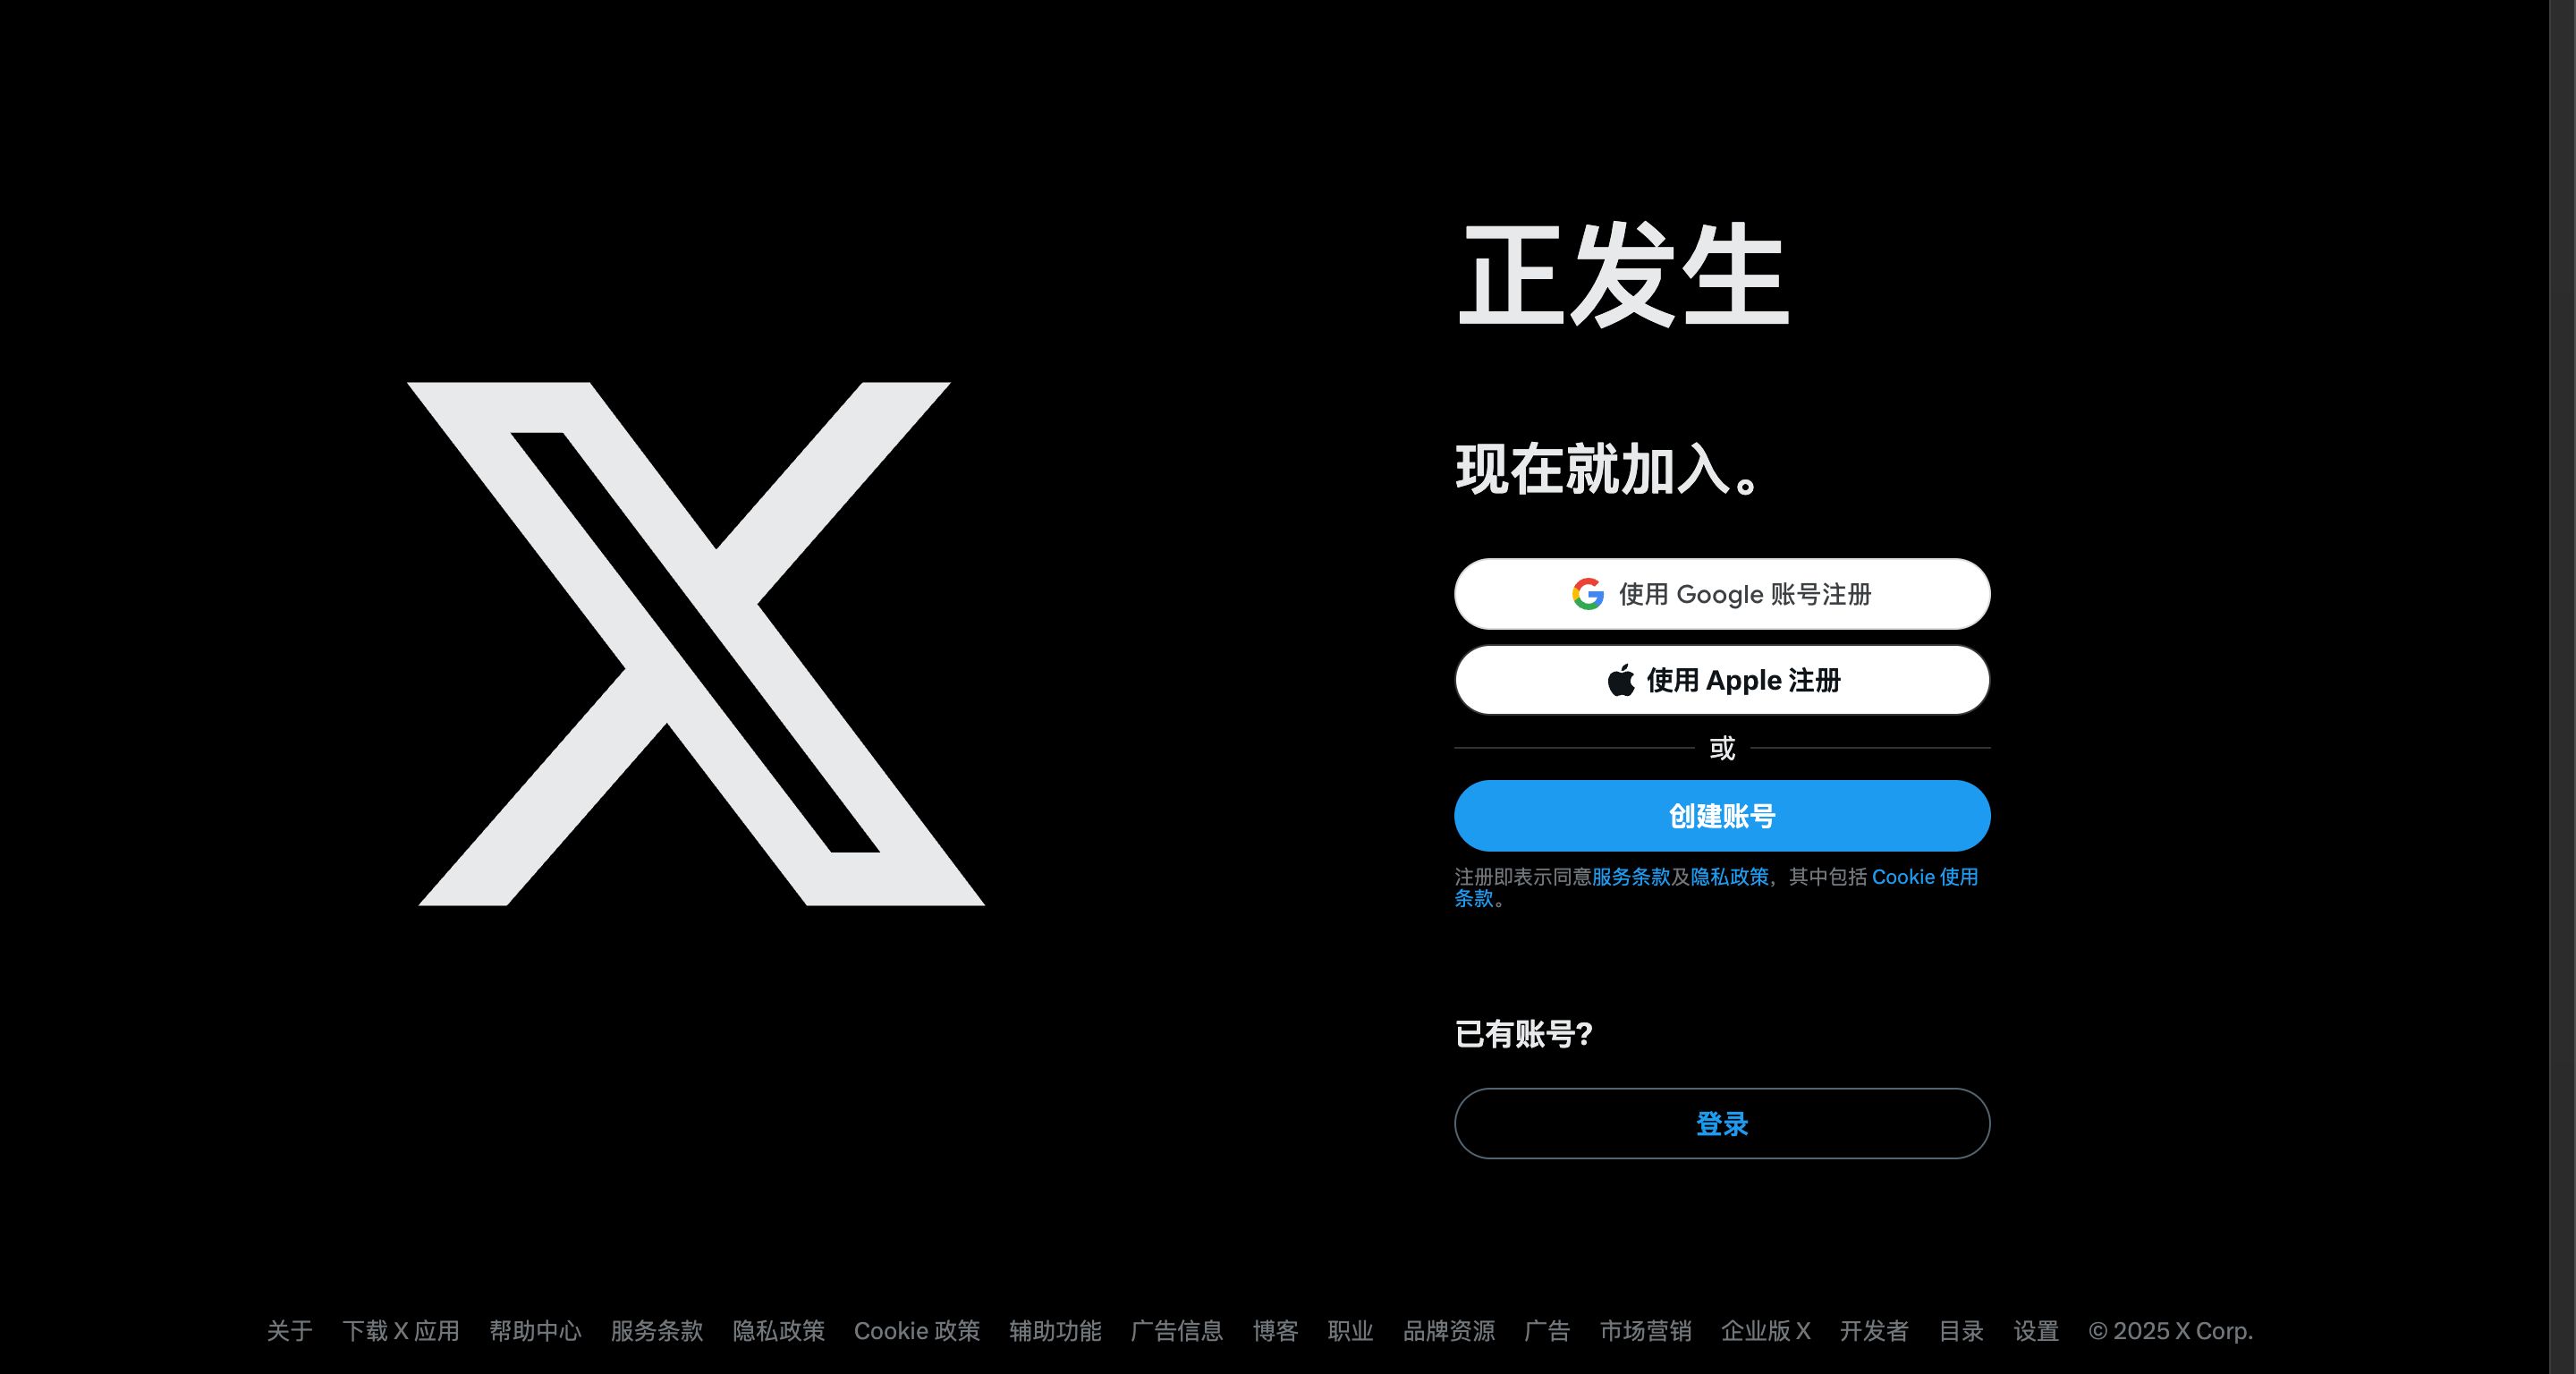 正发生
现在就加入。
使用 Google 账号注册
使用 Apple 注册
或
创建账号
注册即表示同意服务条款及隐私政策，其中包括 Cookie 使用
条款。
已有账号?
登录
关于 下载 X 应用 帮助中心 服务条款 隐私政策 Cookie 政策 辅助功能 广告信息 博客 职业 品牌资源 广告 市场营销 企业版 X 开发者 目录 设置 © 2025 X Corp.